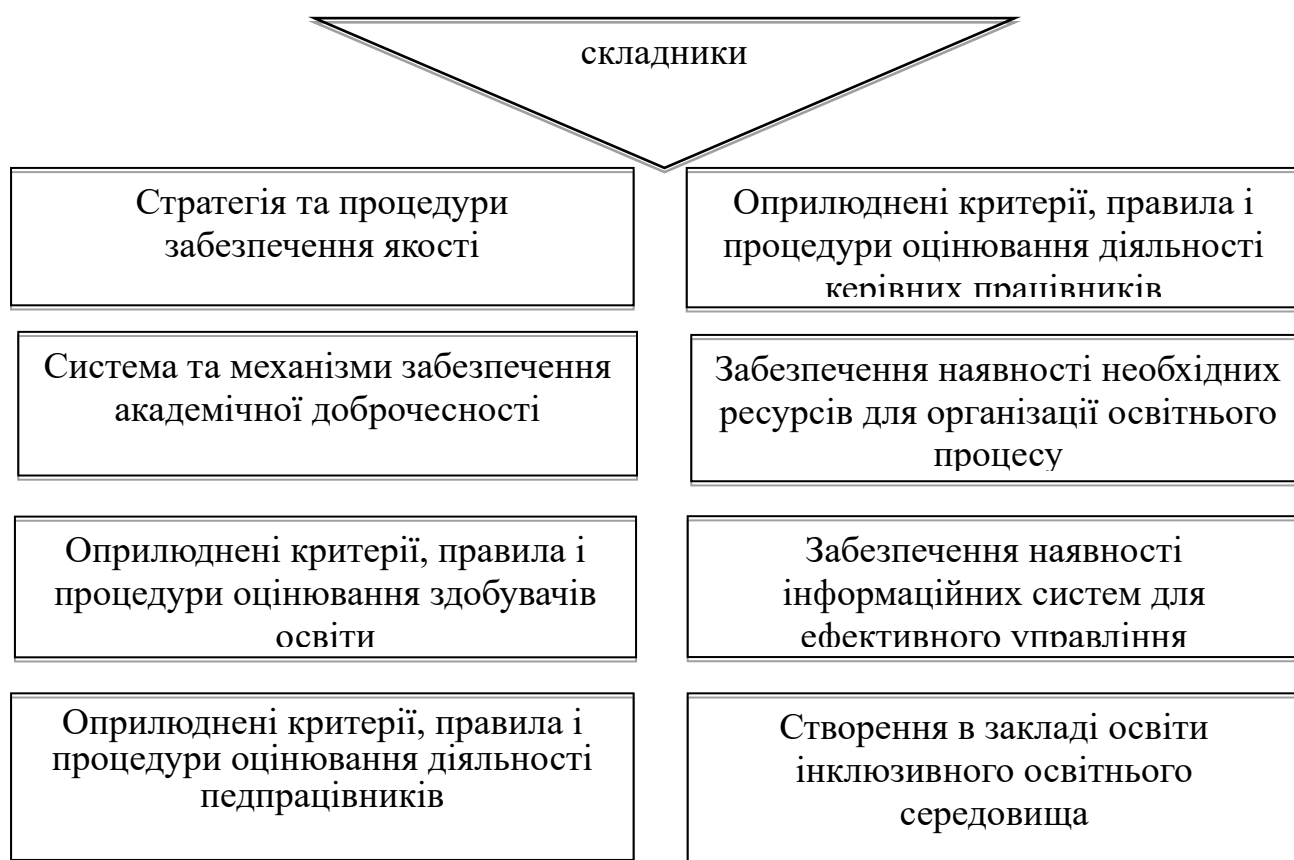 складники
Стратегія та процедури
забезпечення якості
Оприлюднені критерії, правила і
процедури оцінювання діяльності
керівних працівників
Система та механізми забезпечення
академічної доброчесності
Забезпечення наявності необхідних
ресурсів для організації освітнього
процесу
Оприлюднені критерії, правила і
процедури оцінювання здобувачів
освіти
Забезпечення наявності
інформаційних систем для
ефективного управління
Оприлюднені критерії, правила і
процедури оцінювання діяльності
педпрацівників
Створення в закладі освіти
інклюзивного освітнього
середовища